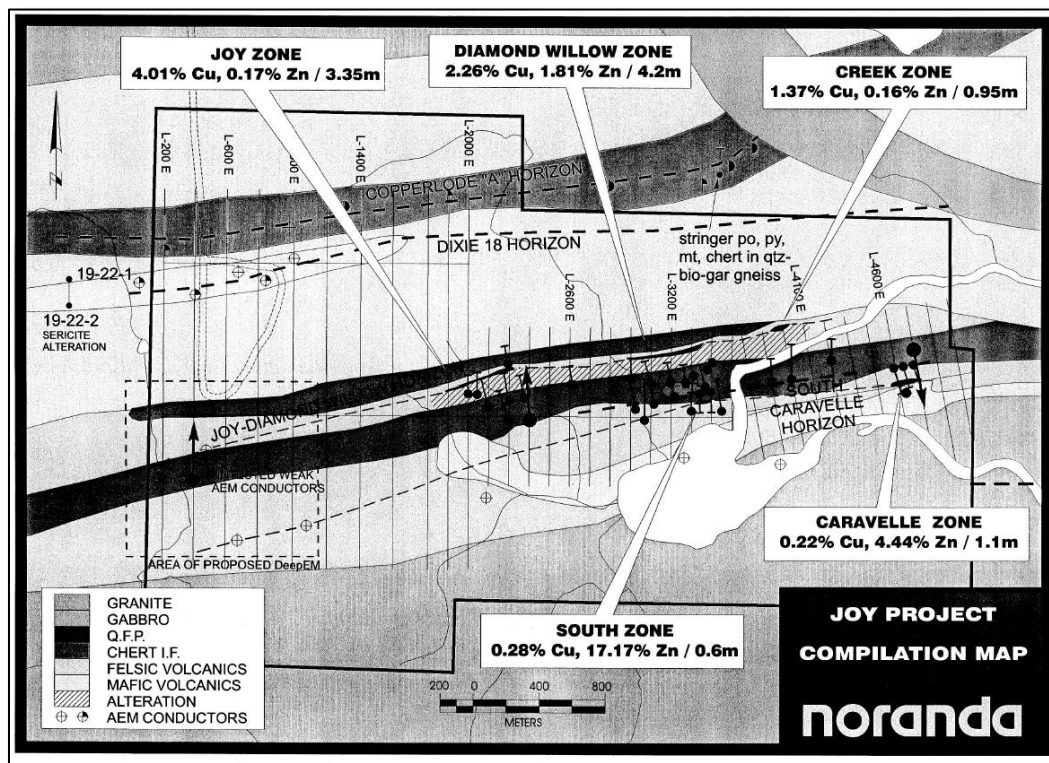 JOY ZONE
4.01% Cu, 0.17% Zn / 3.35m
DIAMOND WILLOW ZONE
2.26% Cu, 1.81% Zn / 4.2m
CREEK ZONE
1.37% Cu, 0.16% Zn / 0.95m
L-200 E
L-600 E
L-1400 E
L-2000 E
COPPERLODE "A" HORIZON
DIXIE 18 HORIZON
stringer po, py,
mt, chert in qtz-
bio-gar gneiss
19-22-1
19-22-2
SERICITE
ALTERATION
L-2600 E
L-3200 E
L-4100 E
L-4600 E
JOY-DIAMOND
SOUTH
CARAVELLE
HORIZON
WEAK
AEM CONDUCTORS
AREA OF PROPOSED DeepEM
CARAVELLE ZONE
0.22% Cu, 4.44% Zn / 1.1m
SOUTH ZONE
0.28% Cu, 17.17% Zn / 0.6m
GRANITE
GABBRO
Q.F.P.
CHERT I.F.
FELSIC VOLCANICS
MAFIC VOLCANICS
ALTERATION
AEM CONDUCTORS
200 0 400 800
METERS
JOY PROJECT
COMPILATION MAP
noranda